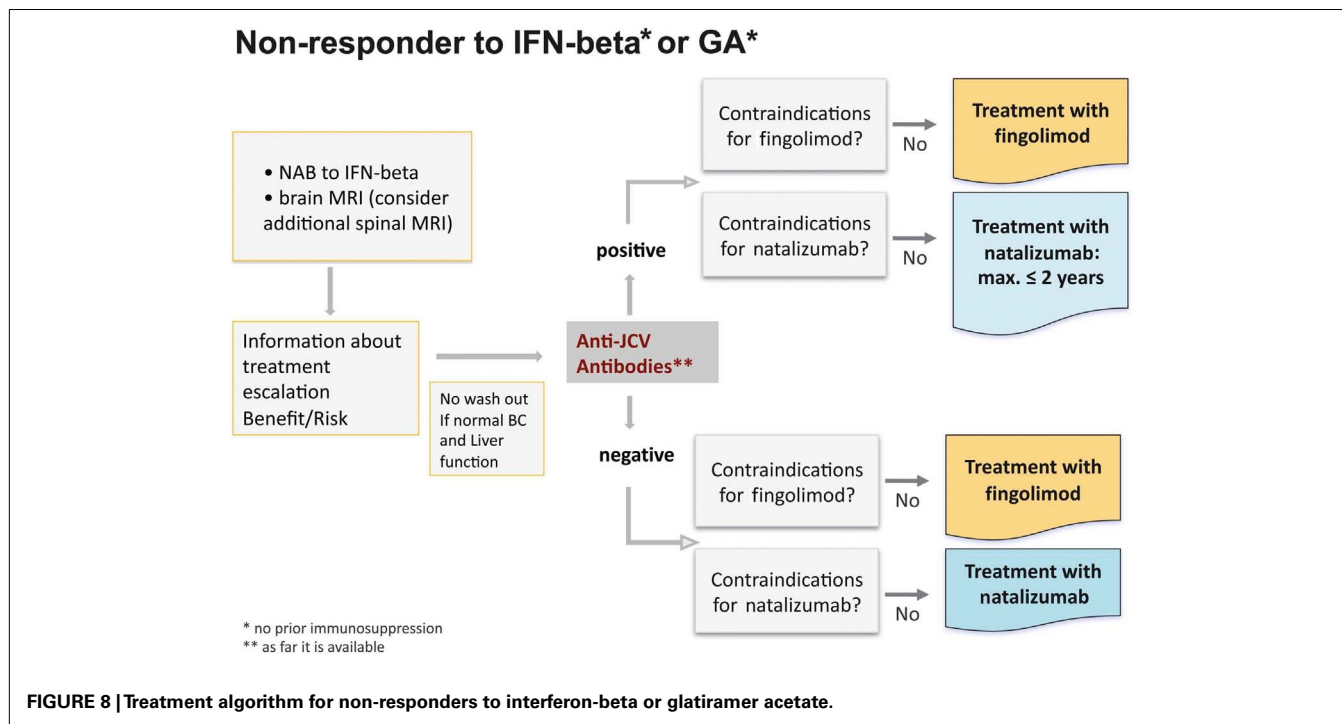 Non-responder to IFN-beta* or GA*
• NAB to IFN-beta
• brain MRI (consider
additional spinal MRI)
Information about
treatment
escalation
Benefit/Risk
No wash out
If normal BC
and Liver
function
Anti-JCV
Antibodies**
positive
Contraindications
for fingolimod?
No
Treatment with
fingolimod
Contraindications
for natalizumab?
No
Treatment with
natalizumab:
max. ≤ 2 years
negative
Contraindications
for fingolimod?
No
Treatment with
fingolimod
Contraindications
for natalizumab?
No
Treatment with
natalizumab
* no prior immunosuppression
** as far it is available
FIGURE 8 | Treatment algorithm for non-responders to interferon-beta or glatiramer acetate.